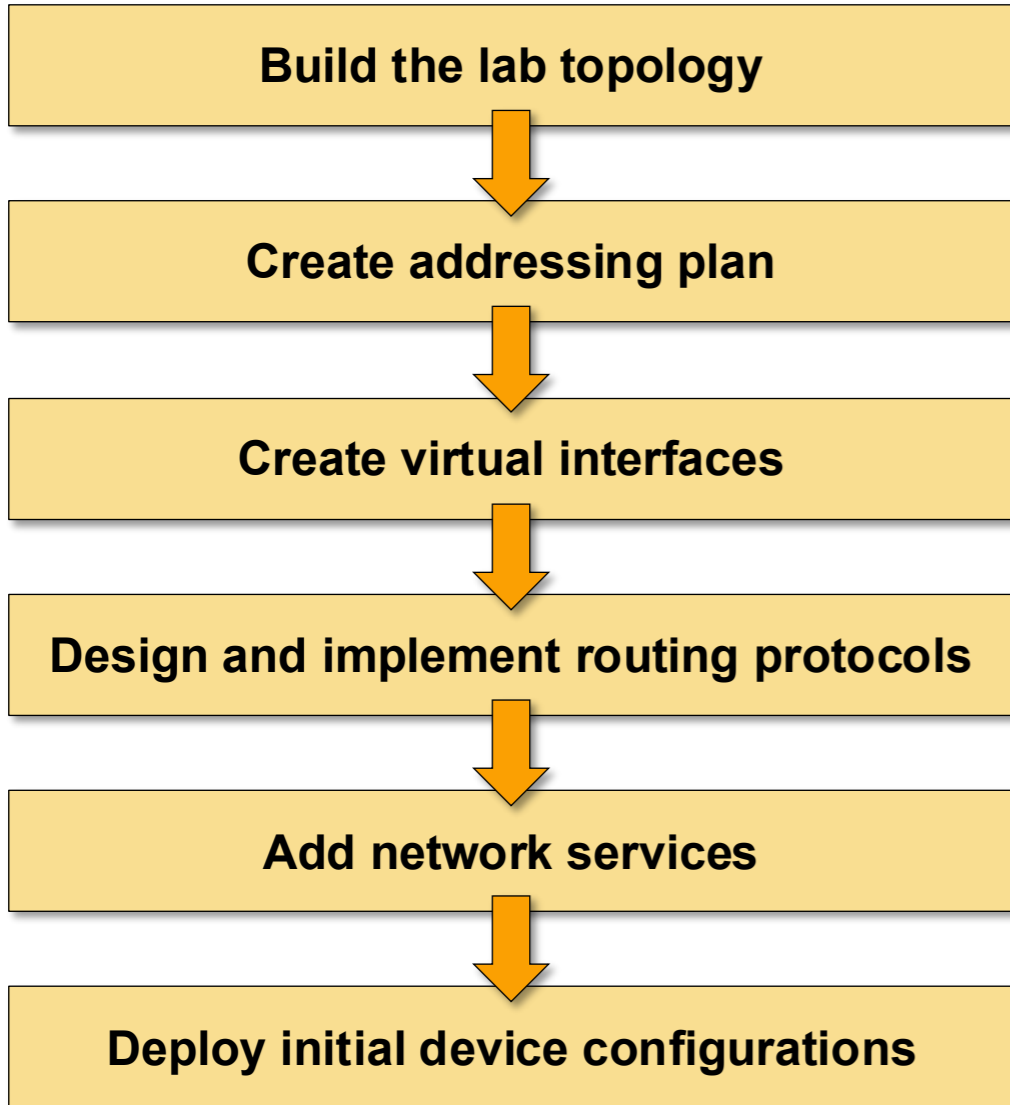 Build the lab topology
Create addressing plan
Create virtual interfaces
Design and implement routing protocols
Add network services
Deploy initial device configurations